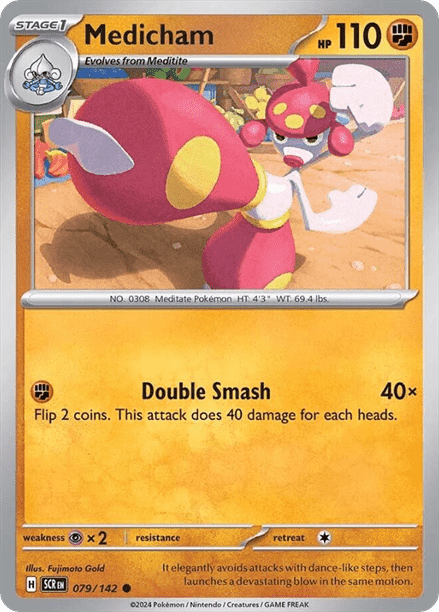 STAGE1
Medicham
HP 110
Evolves from Meditite
NO. 0308 Meditate Pokémon HT: 4'3" WT: 69.4 lbs.
Double Smash 40×
Flip 2 coins. This attack does 40 damage for each heads.
weakness ×2 resistance retreat
Illus. Fujimoto Gold
H SCR EN 079/142
It elegantly avoids attacks with dance-like steps, then
launches a devastating blow in the same motion.
©2024 Pokémon / Nintendo / Creatures / GAME FREAK